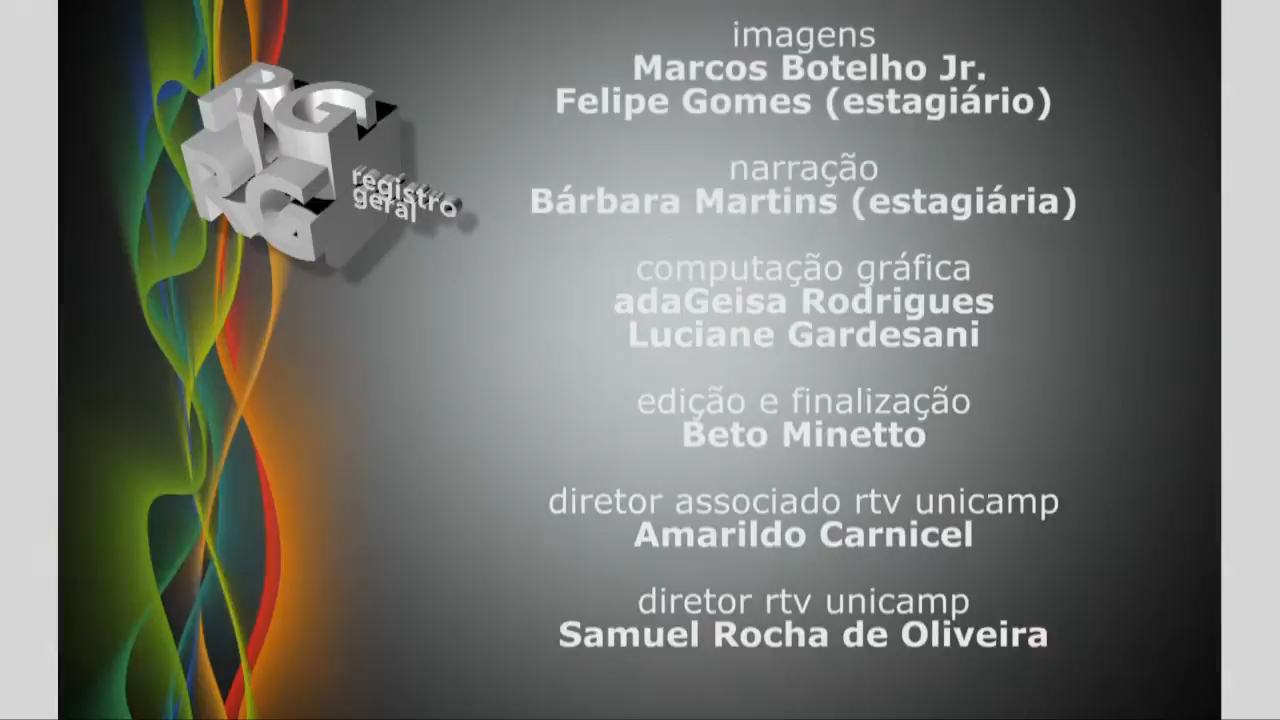 RG
RG
registro
geral
imagens
Marcos Botelho Jr.
Felipe Gomes (estagiário)
narração
Bárbara Martins (estagiária)
computação gráfica
adaGeisa Rodrigues
Luciane Gardesani
edição e finalização
Beto Minetto
diretor associado rtv unicamp
Amarildo Carnicel
diretor rtv unicamp
Samuel Rocha de Oliveira